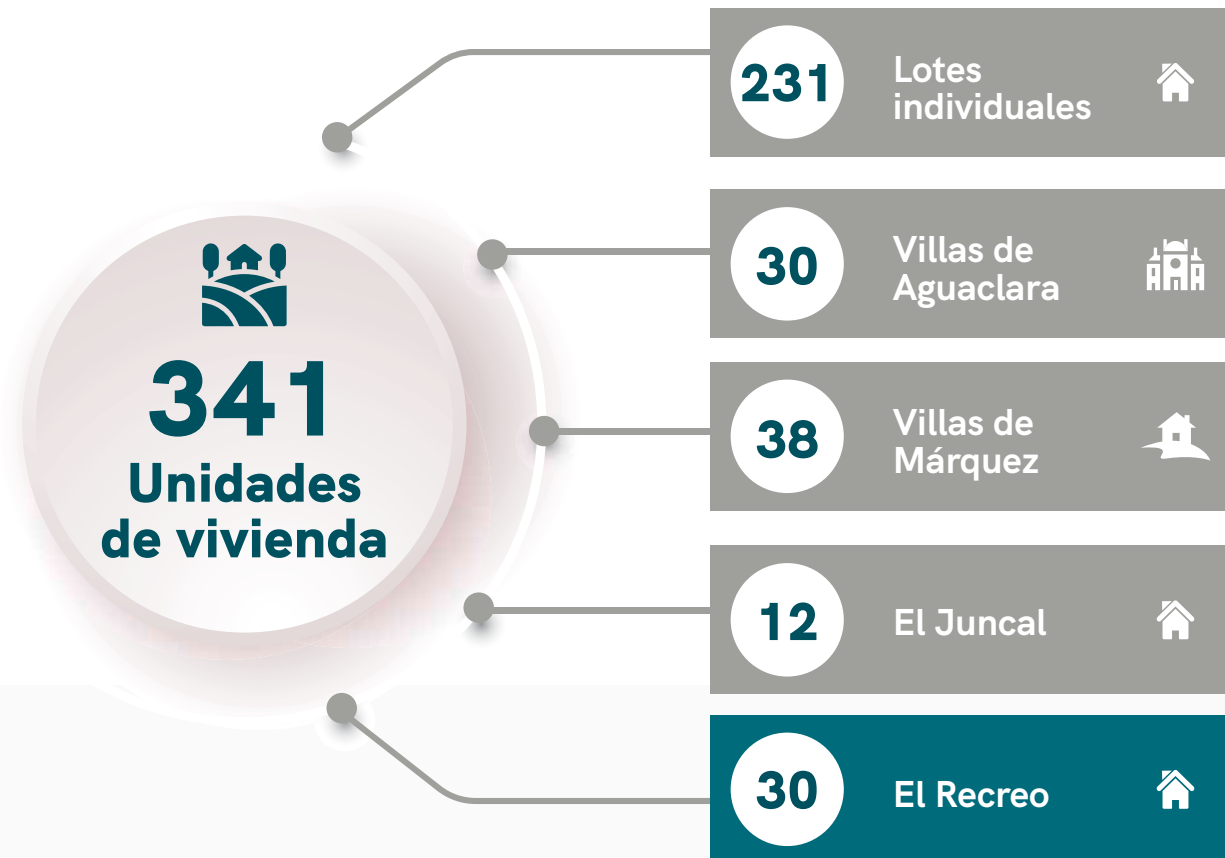 341
Unidades
de vivienda
231
Lotes
individuales
30
Villas de
Aguaclara
38
Villas de
Márquez
12
El Juncal
30
El Recreo